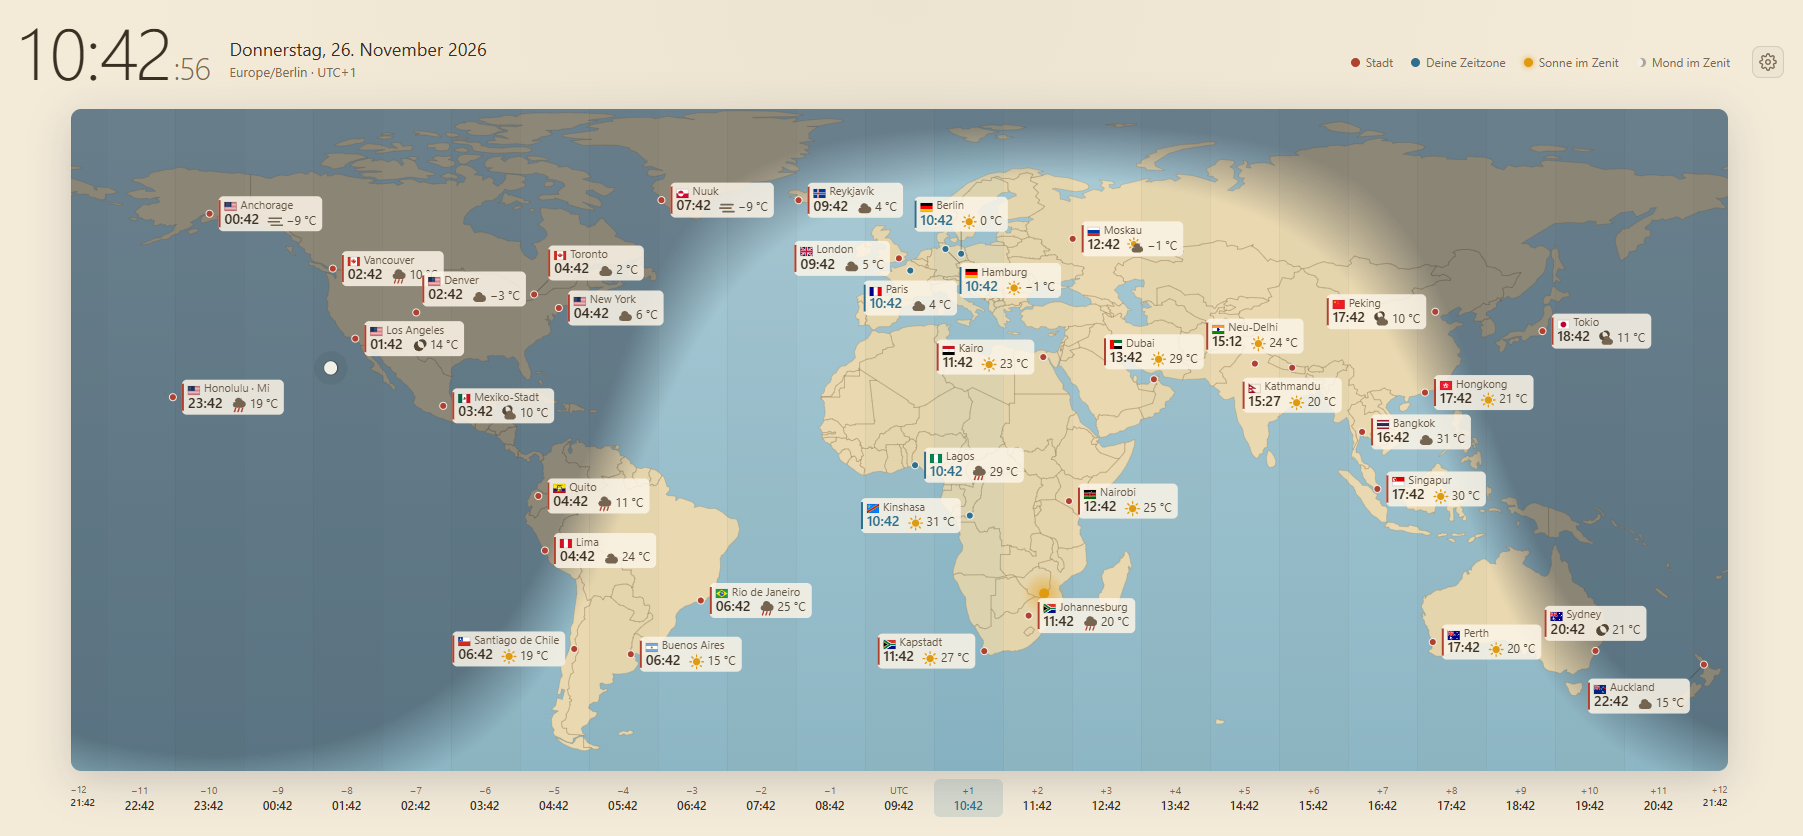 10:42:56
Donnerstag, 26. November 2026
Europe/Berlin · UTC+1
Stadt
Deine Zeitzone
Sonne im Zenit
Mond im Zenit
Anchorage
00:42 −9 °C
Nuuk
07:42 −9 °C
Reykjavík
09:42 4 °C
Berlin
10:42 0 °C
Moskau
12:42 −1 °C
Vancouver
02:42 10
Denver
02:42 −3 °C
Toronto
04:42 2 °C
London
09:42 5 °C
Hamburg
10:42 −1 °C
Paris
10:42 4 °C
New York
04:42 6 °C
Los Angeles
01:42 14 °C
Kairo
11:42 23 °C
Dubai
13:42 29 °C
Neu-Delhi
15:12 24 °C
Peking
17:42 10 °C
Tokio
18:42 11 °C
Honolulu · Mi
23:42 19 °C
Mexiko-Stadt
03:42 10 °C
Kathmandu
15:27 20 °C
Hongkong
17:42 21 °C
Bangkok
16:42 31 °C
Lagos
10:42 29 °C
Quito
04:42 11 °C
Kinshasa
10:42 31 °C
Nairobi
12:42 25 °C
Singapur
17:42 30 °C
Lima
04:42 24 °C
Rio de Janeiro
06:42 25 °C
Johannesburg
11:42 20 °C
Santiago de Chile
06:42 19 °C
Buenos Aires
06:42 15 °C
Kapstadt
11:42 27 °C
Perth
17:42 20 °C
Sydney
20:42 21 °C
Auckland
22:42 15 °C
−12 −11 −10 −9 −8 −7 −6 −5 −4 −3 −2 −1 UTC +1 +2 +3 +4 +5 +6 +7 +8 +9 +10 +11 +12
21:42 22:42 23:42 00:42 01:42 02:42 03:42 04:42 05:42 06:42 07:42 08:42 09:42 10:42 11:42 12:42 13:42 14:42 15:42 16:42 17:42 18:42 19:42 20:42 21:42